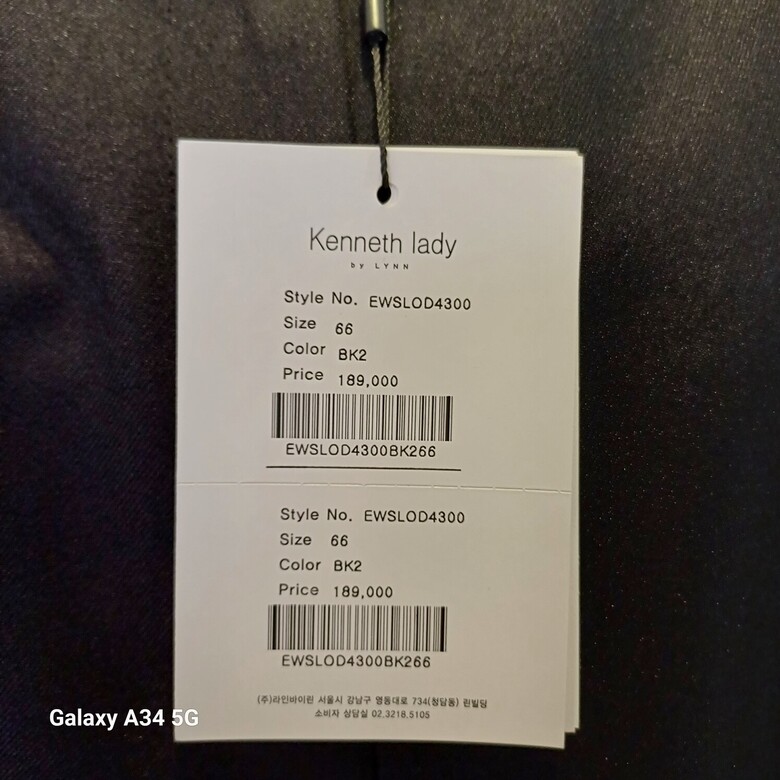 Kenneth lady
by LYNN
Style No. EWSLOD4300
Size 66
Color BK2
Price 189,000
EWSLOD4300BK266
Style No. EWSLOD4300
Size 66
Color BK2
Price 189,000
EWSLOD4300BK266
(주)라인바이린 서울시 강남구 영동대로 734(청담동) 린빌딩
소비자 상담실 02.3218.5105
Galaxy A34 5G